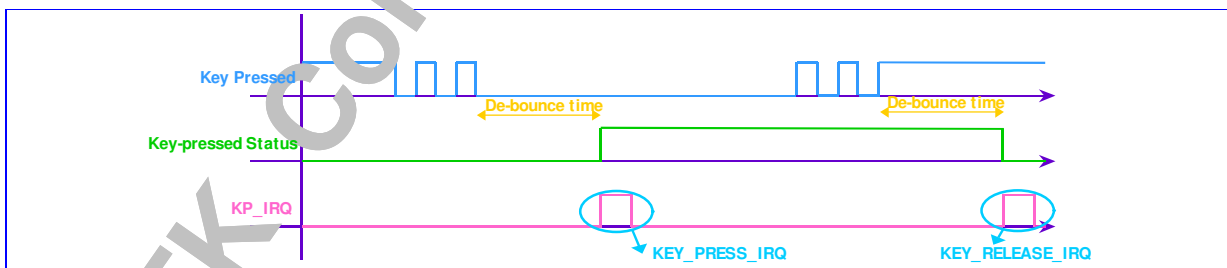 Key Pressed
De-bounce time
De-bounce time
Key-pressed Status
KP_IRQ
KEY_PRESS_IRQ
KEY_RELEASE_IRQ